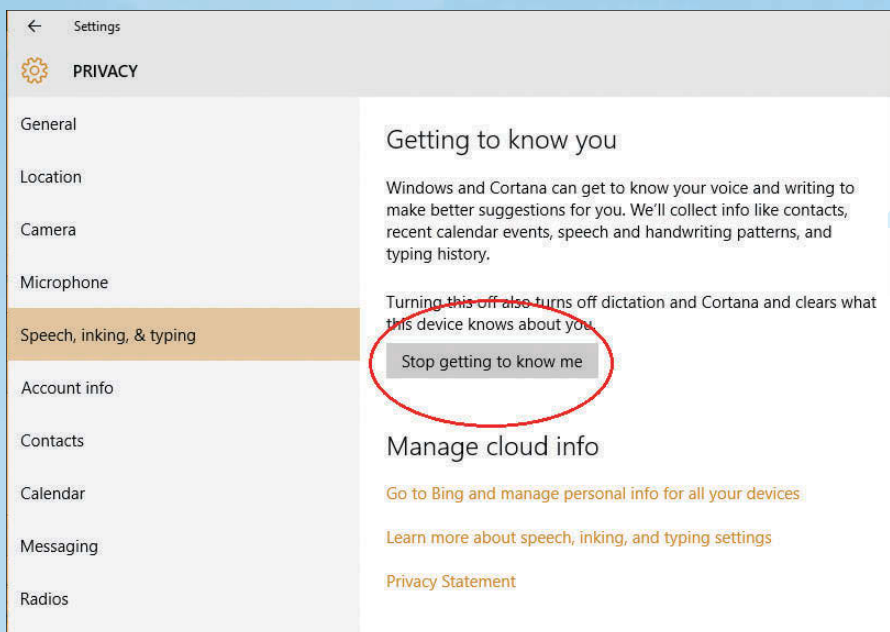 Settings
PRIVACY
General
Location
Camera
Microphone
Speech, inking, & typing
Account info
Contacts
Calendar
Messaging
Radios
Getting to know you
Windows and Cortana can get to know your voice and writing to
make better suggestions for you. We'll collect info like contacts,
recent calendar events, speech and handwriting patterns, and
typing history.
Turning this off also turns off dictation and Cortana and clears what
this device knows about you.
Stop getting to know me
Manage cloud info
Go to Bing and manage personal info for all your devices
Learn more about speech, inking, and typing settings
Privacy Statement